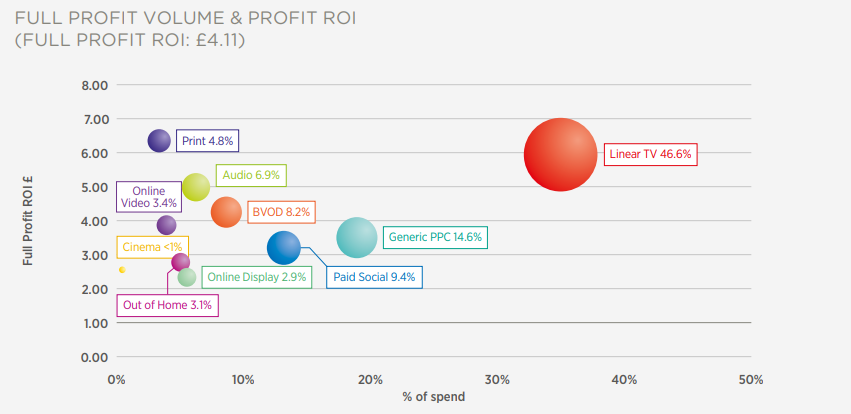 FULL PROFIT VOLUME & PROFIT ROI
(FULL PROFIT ROI: £4.11)
Full Profit ROI £
8.00
7.00
6.00
5.00
4.00
3.00
2.00
1.00
0.00
Print 4.8%
Linear TV 46.6%
Audio 6.9%
Online
Video 3.4%
BVOD 8.2%
Generic PPC 14.6%
Cinema <1%
Online Display 2.9%
Paid Social 9.4%
Out of Home 3.1%
0%
10%
20%
30%
40%
50%
% of spend